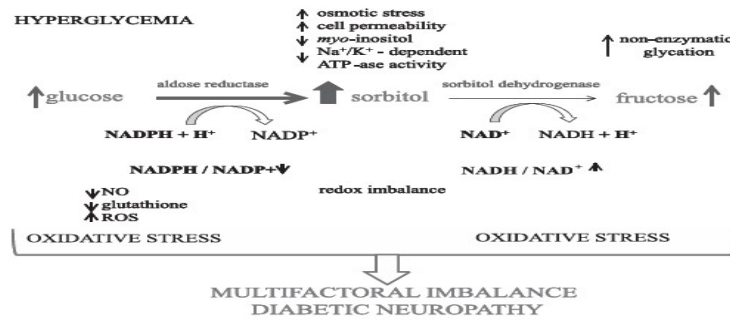 HYPERGLYCEMIA
osmotic stress
cell permeability
myo-inositol
Na⁺/K⁺ - dependent
ATP-ase activity
non-enzymatic
glycation
glucose
aldose reductase
sorbitol
sorbitol dehydrogenase
fructose
NADPH + H⁺
NADP⁺
NAD⁺
NADH + H⁺
NADPH / NADP+
redox imbalance
NADH / NAD⁺
NO
glutathione
ROS
OXIDATIVE STRESS
OXIDATIVE STRESS
MULTIFACTORAL IMBALANCE
DIABETIC NEUROPATHY